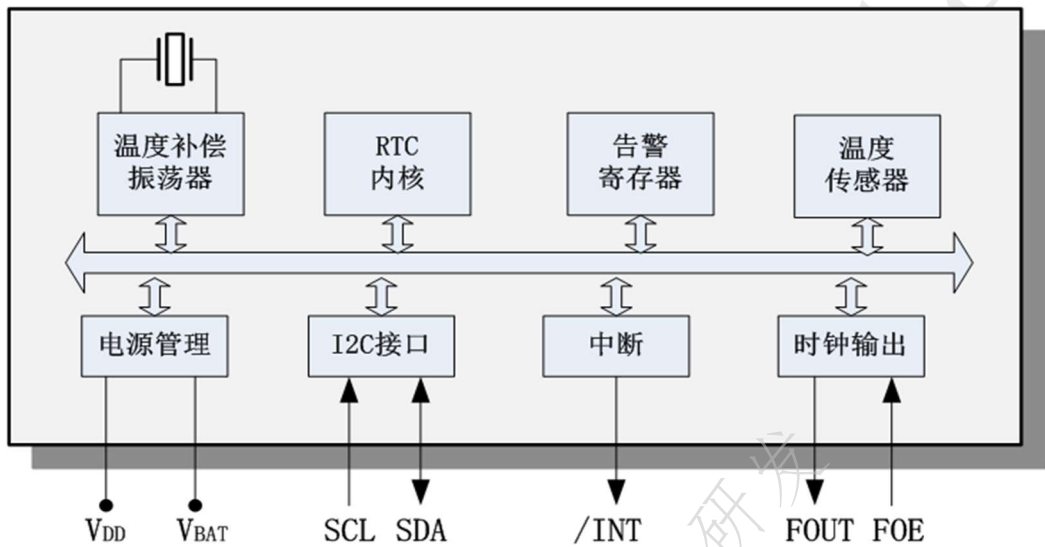 温度补偿
振荡器
RTC
内核
告警
寄存器
温度
传感器
电源管理
I2C接口
中断
时钟输出
VDD
VBAT
SCL
SDA
/INT
FOUT
FOE
研发